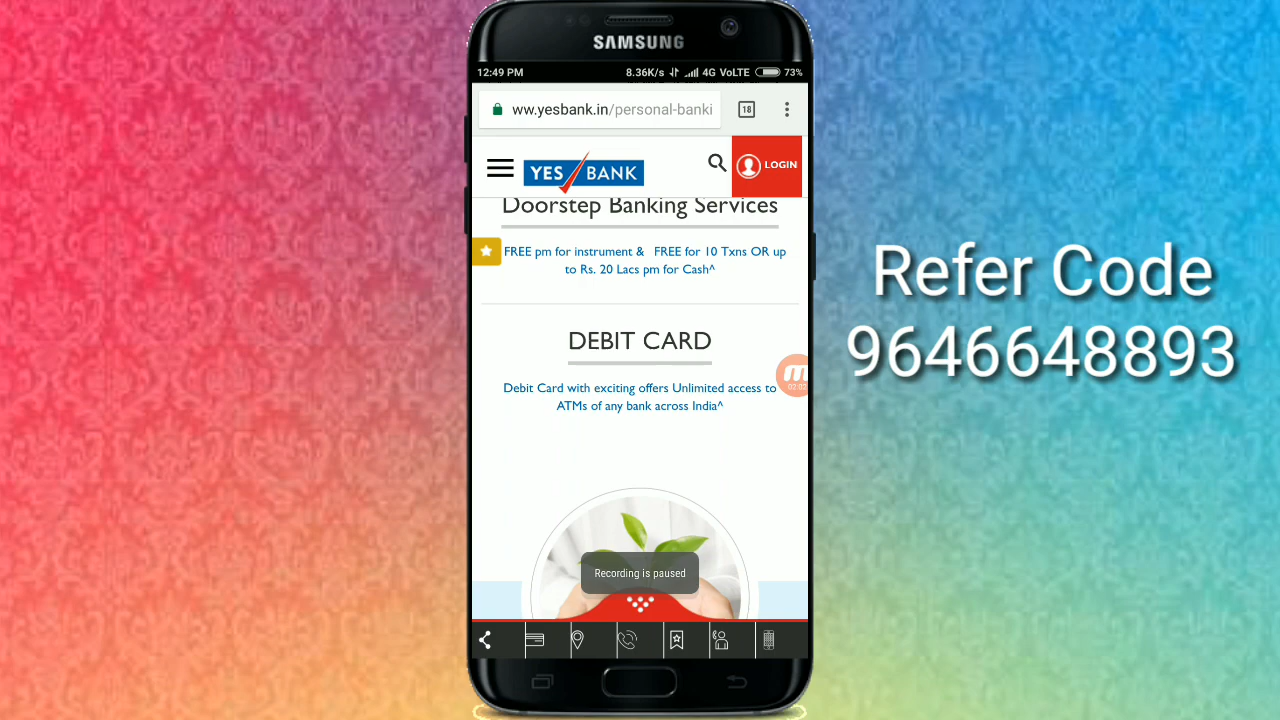 SAMSUNG
12:49 PM
8.36K/s 4G VoLTE 73%
ww.yesbank.in/personal-banki
18
YES BANK
LOGIN
Doorstep Banking Services
FREE pm for instrument & FREE for 10 Txns OR up
to Rs. 20 Lacs pm for Cash^
DEBIT CARD
Debit Card with exciting offers Unlimited access to
ATMs of any bank across India^
02:02
Recording is paused
Refer Code
9646648893